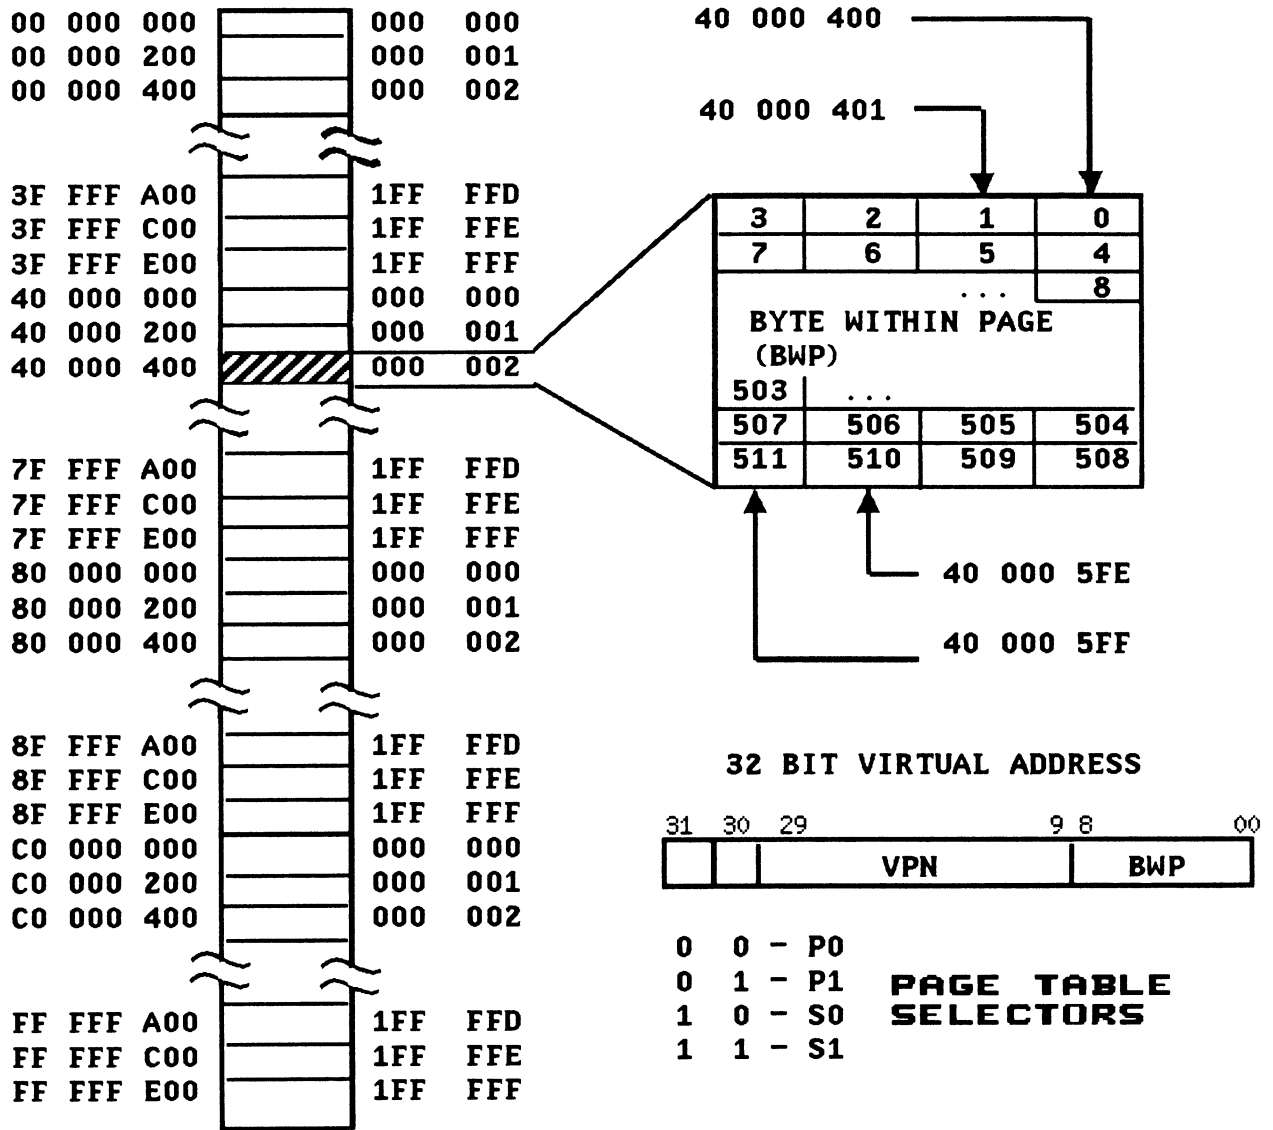 00 000 000 000 000
00 000 200 000 001
00 000 400 000 002
3F FFF A00 1FF FFD
3F FFF C00 1FF FFE
3F FFF E00 1FF FFF
40 000 000 000 000
40 000 200 000 001
40 000 400 000 002
7F FFF A00 1FF FFD
7F FFF C00 1FF FFE
7F FFF E00 1FF FFF
80 000 000 000 000
80 000 200 000 001
80 000 400 000 002
8F FFF A00 1FF FFD
8F FFF C00 1FF FFE
8F FFF E00 1FF FFF
C0 000 000 000 000
C0 000 200 000 001
C0 000 400 000 002
FF FFF A00 1FF FFD
FF FFF C00 1FF FFE
FF FFF E00 1FF FFF
40 000 400
40 000 401
3 2 1 0
7 6 5 4
... 8
BYTE WITHIN PAGE
(BWP)
503 ...
507 506 505 504
511 510 509 508
40 000 5FE
40 000 5FF
32 BIT VIRTUAL ADDRESS
31 30 29 9 8 00
VPN BWP
0 0 - P0
0 1 - P1
1 0 - S0
1 1 - S1
PAGE TABLE
SELECTORS